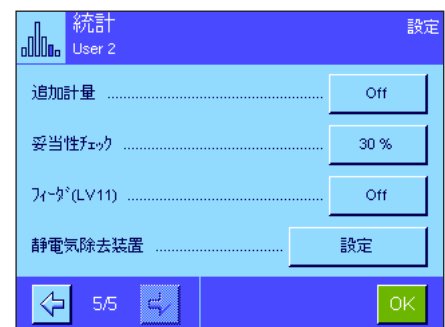 統計 設定
User 2
追加計量 ........................................................ Off
妥当性ﾁｪｯｸ .................................................... 30 %
ﾌｨｰﾀﾞ(LV11) ................................................... Off
静電気除去装置 ................................. 設定
5/5 OK